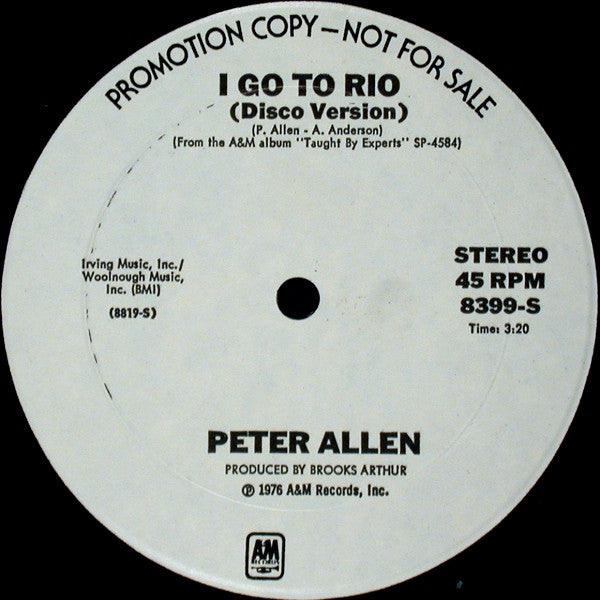 PROMOTION COPY—NOT FOR SALE
I GO TO RIO
(Disco Version)
(P. Allen - A. Anderson)
(From the A&M album "Taught By Experts" SP-4584)
Irving Music, Inc./
Woolnough Music,
Inc. (BMI)
(8819-S)
STEREO
45 RPM
8399-S
Time: 3:20
PETER ALLEN
PRODUCED BY BROOKS ARTHUR
℗ 1976 A&M Records, Inc.
A&M
RECORDS